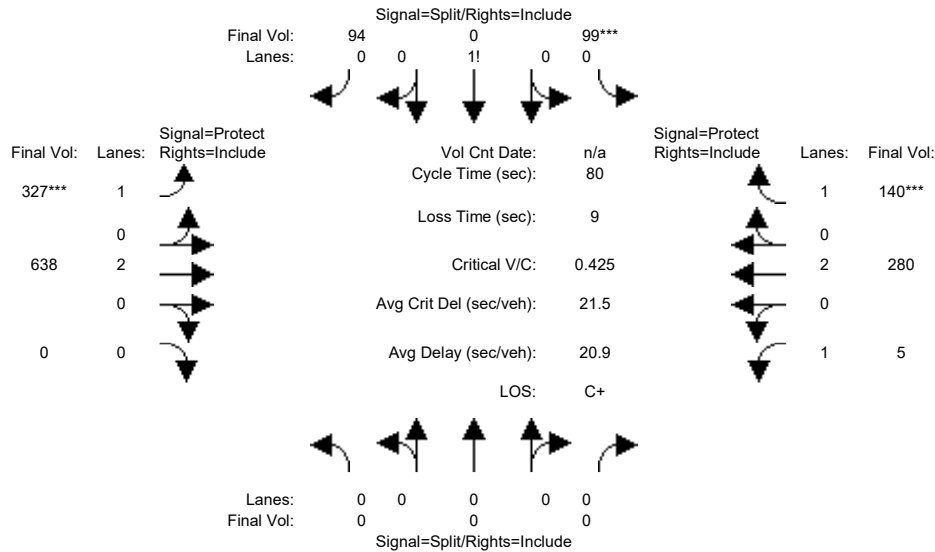 Signal=Split/Rights=Include
Final Vol: 94 0 99***
Lanes: 0 0 1! 0 0
Signal=Protect Signal=Protect
Final Vol: Lanes: Rights=Include Vol Cnt Date: n/a Rights=Include Lanes: Final Vol:
Cycle Time (sec): 80
327*** 1 1 140***
Loss Time (sec): 9
0 0
638 2 Critical V/C: 0.425 2 280
0 Avg Crit Del (sec/veh): 21.5 0
0 0 Avg Delay (sec/veh): 20.9 1 5
LOS: C+
Lanes: 0 0 0 0 0
Final Vol: 0 0 0
Signal=Split/Rights=Include